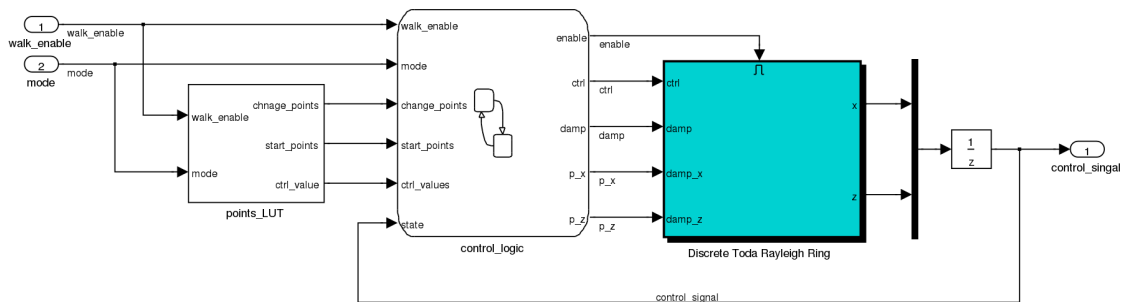 1
walk_enable
walk_enable
2
mode
mode
walk_enable
mode
chnage_points
start_points
ctrl_value
points_LUT
walk_enable
mode
change_points
start_points
ctrl_values
state
enable
ctrl
damp
p_x
p_z
control_logic
enable
ctrl
damp
p_x
p_z
ctrl
damp
damp_x
damp_z
x
z
Discrete Toda Rayleigh Ring
1
z
1
control_singal
control_signal